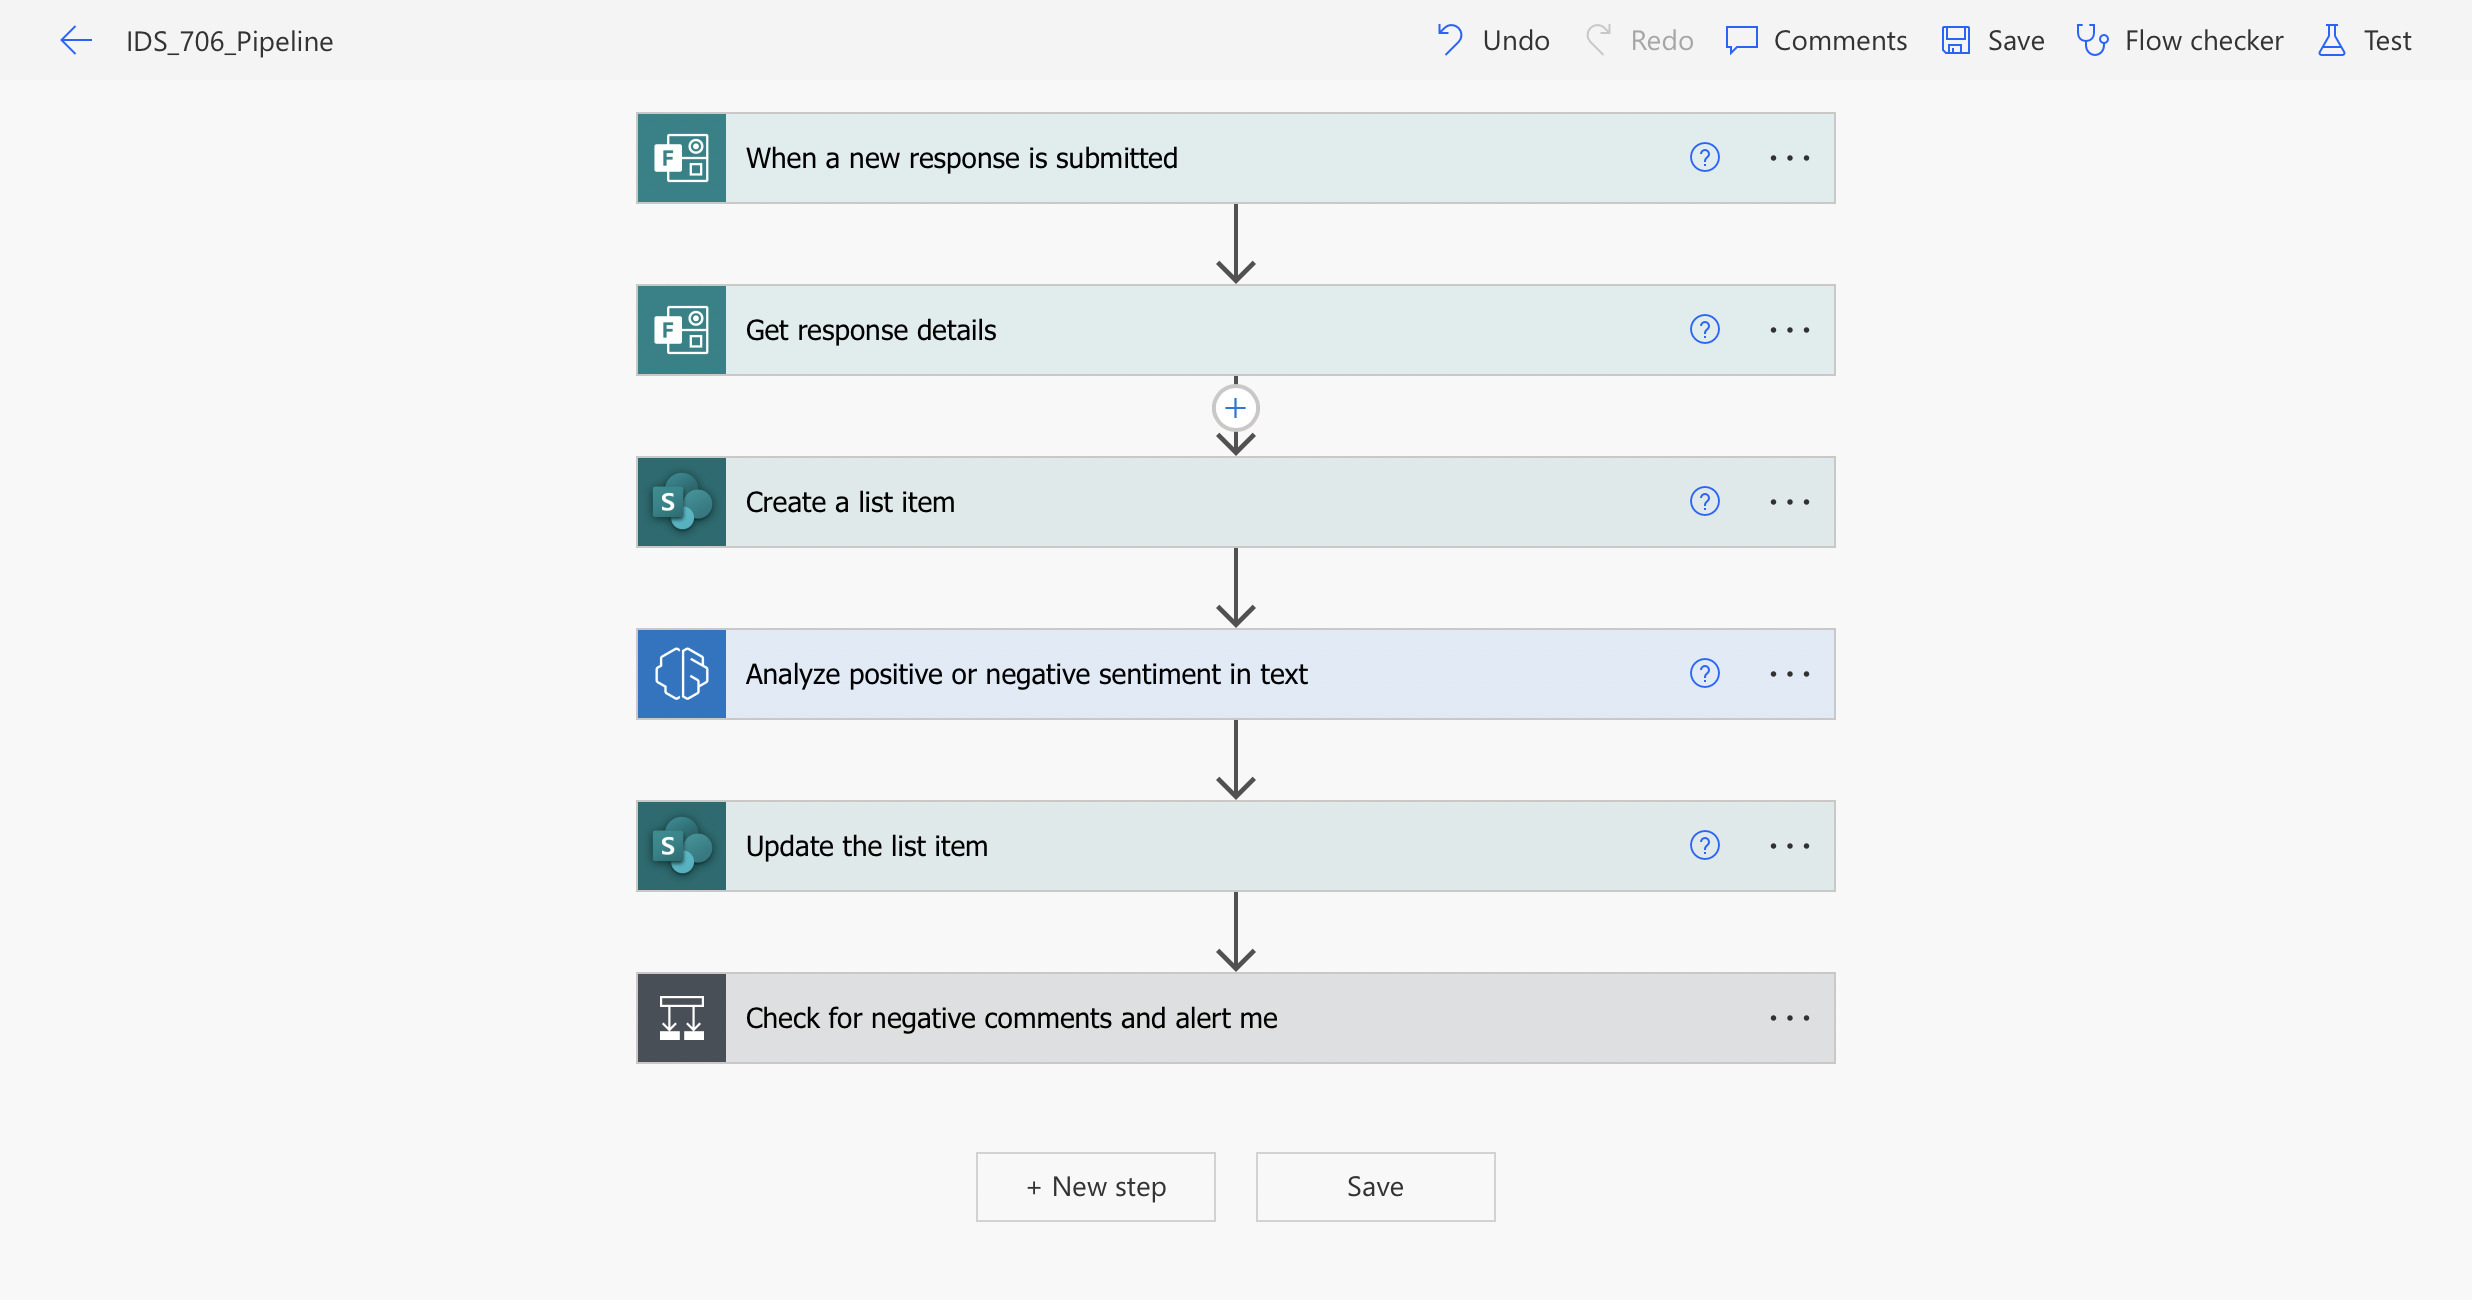 IDS_706_Pipeline
Undo
Redo
Comments
Save
Flow checker
Test
F
When a new response is submitted
?
F
Get response details
?
S
Create a list item
?
Analyze positive or negative sentiment in text
?
S
Update the list item
?
Check for negative comments and alert me
+ New step
Save